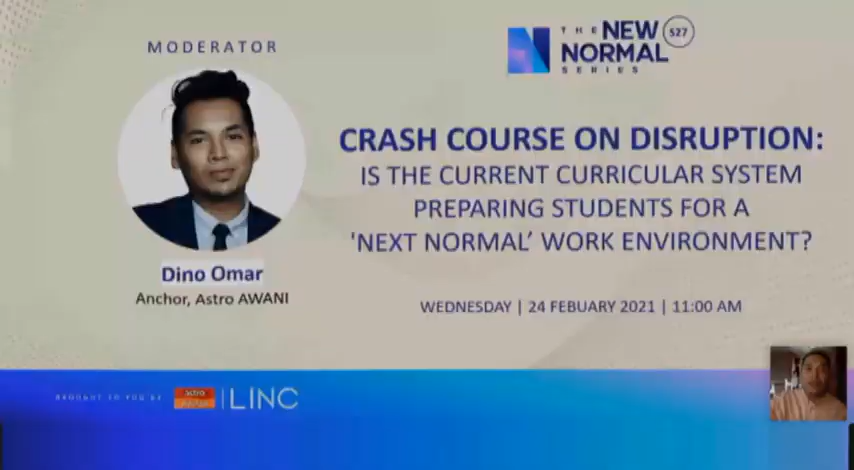 MODERATOR
Dino Omar
Anchor, Astro AWANI
THE NEW
NORMAL
SERIES
S27
CRASH COURSE ON DISRUPTION:
IS THE CURRENT CURRICULAR SYSTEM
PREPARING STUDENTS FOR A
'NEXT NORMAL’ WORK ENVIRONMENT?
WEDNESDAY | 24 FEBUARY 2021 | 11:00 AM
BROUGHT TO YOU BY
astro
LINC